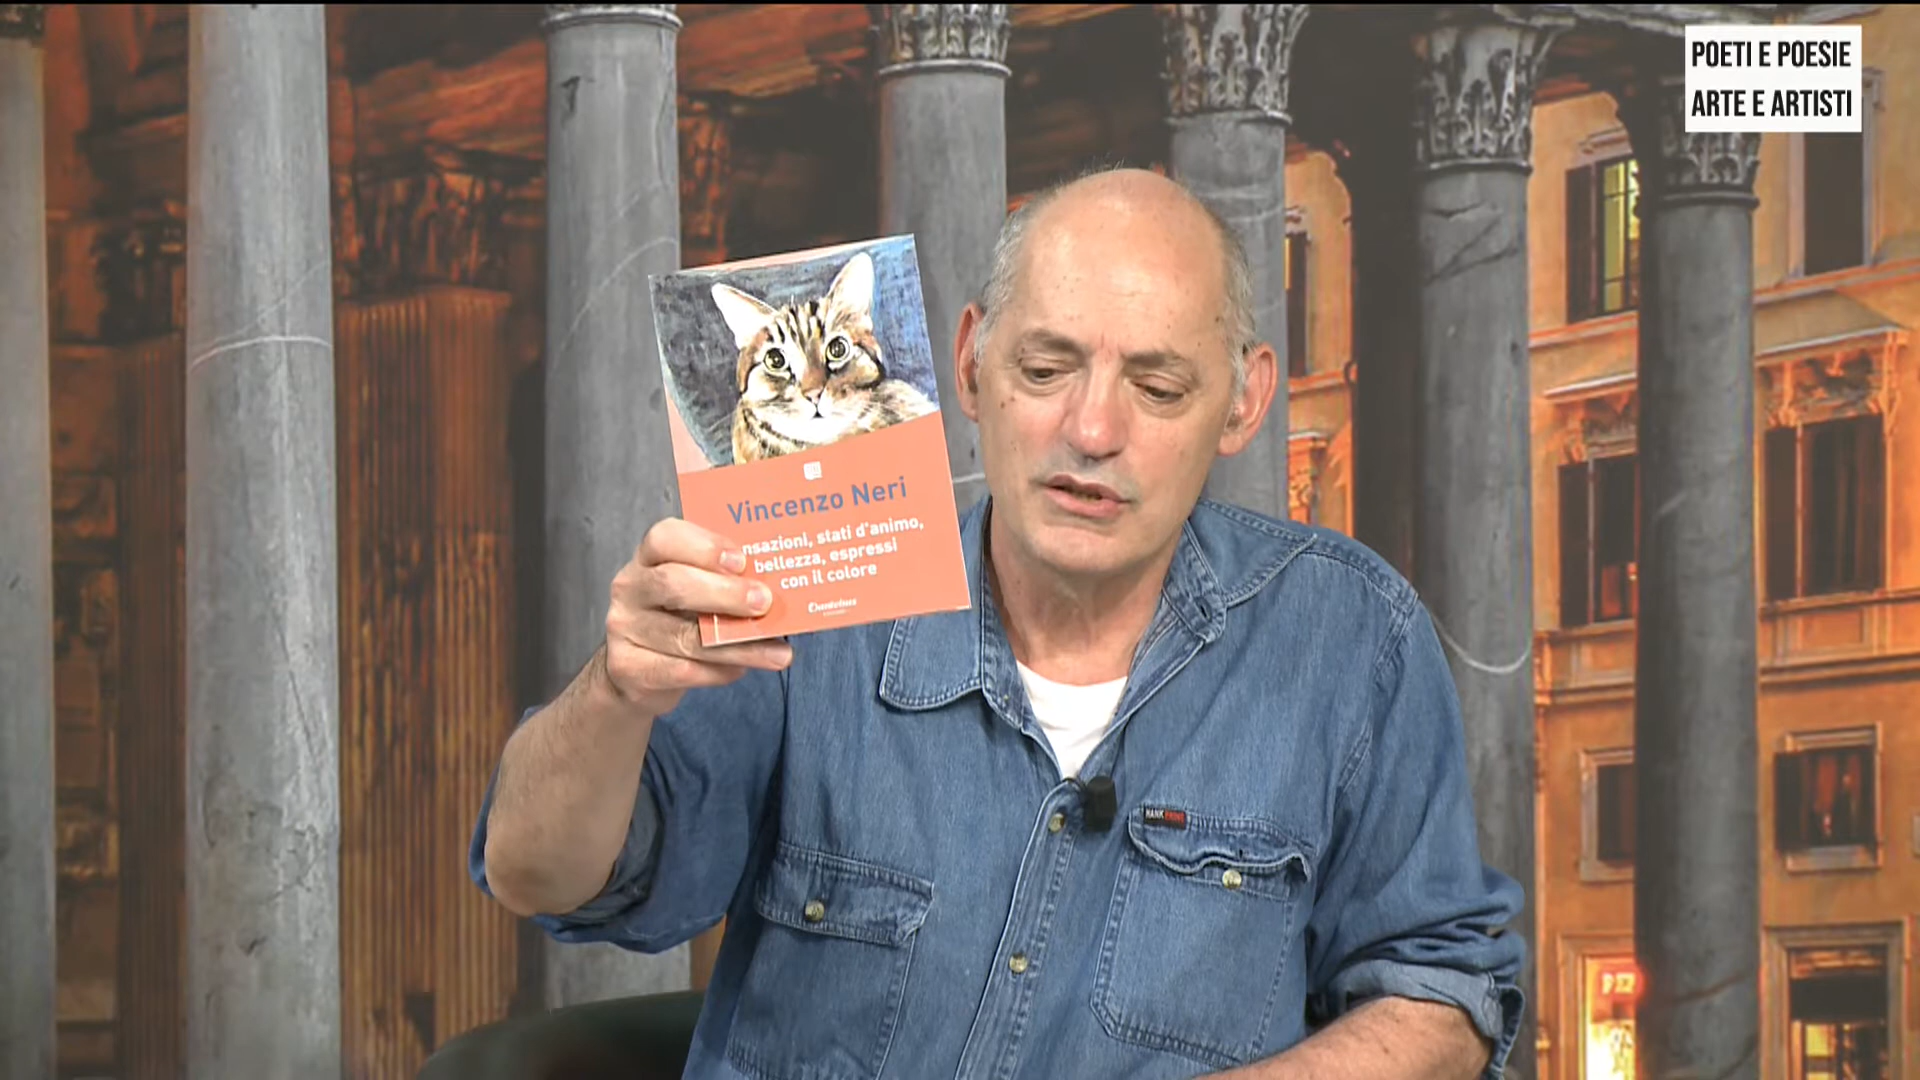 POETI E POESIE
ARTE E ARTISTI
Vincenzo Neri
nsazioni, stati d'animo,
bellezza, espressi
con il colore